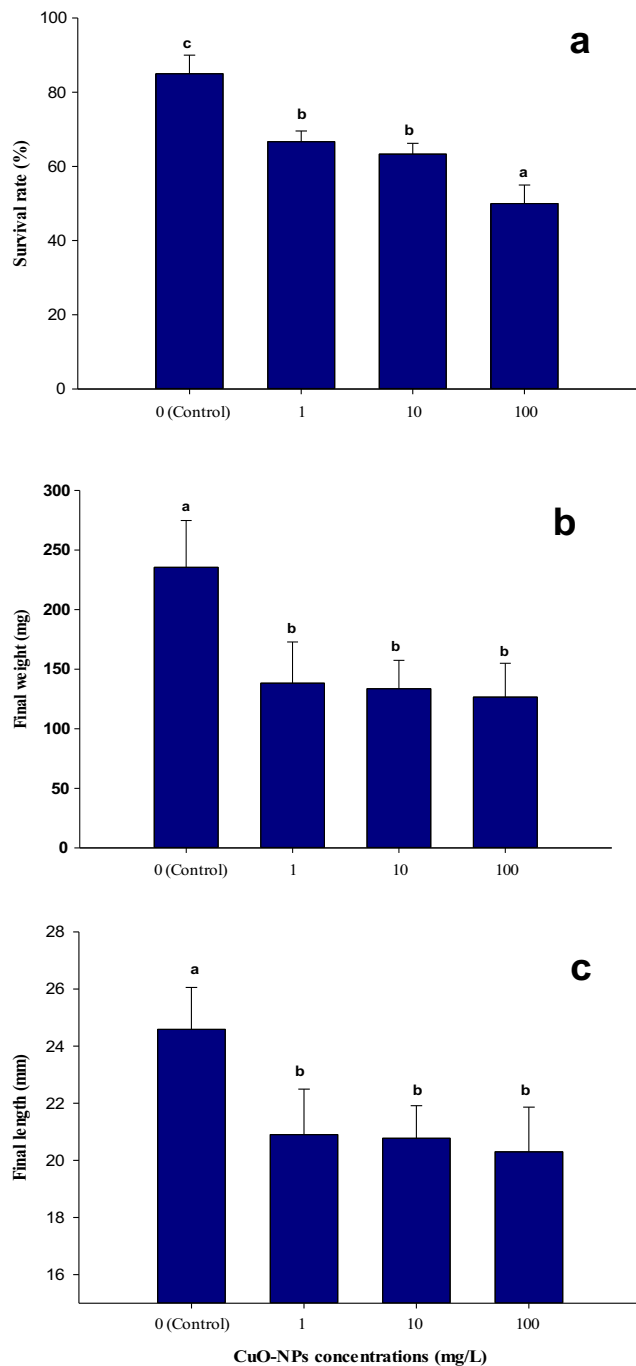 a
Survival rate (%)
100
80
60
40
20
0
c
b
b
a
0 (Control) 1 10 100
b
Final weight (mg)
300
250
200
150
100
50
0
a
b
b
b
0 (Control) 1 10 100
c
Final length (mm)
28
26
24
22
20
18
16
a
b
b
b
0 (Control) 1 10 100
CuO-NPs concentrations (mg/L)